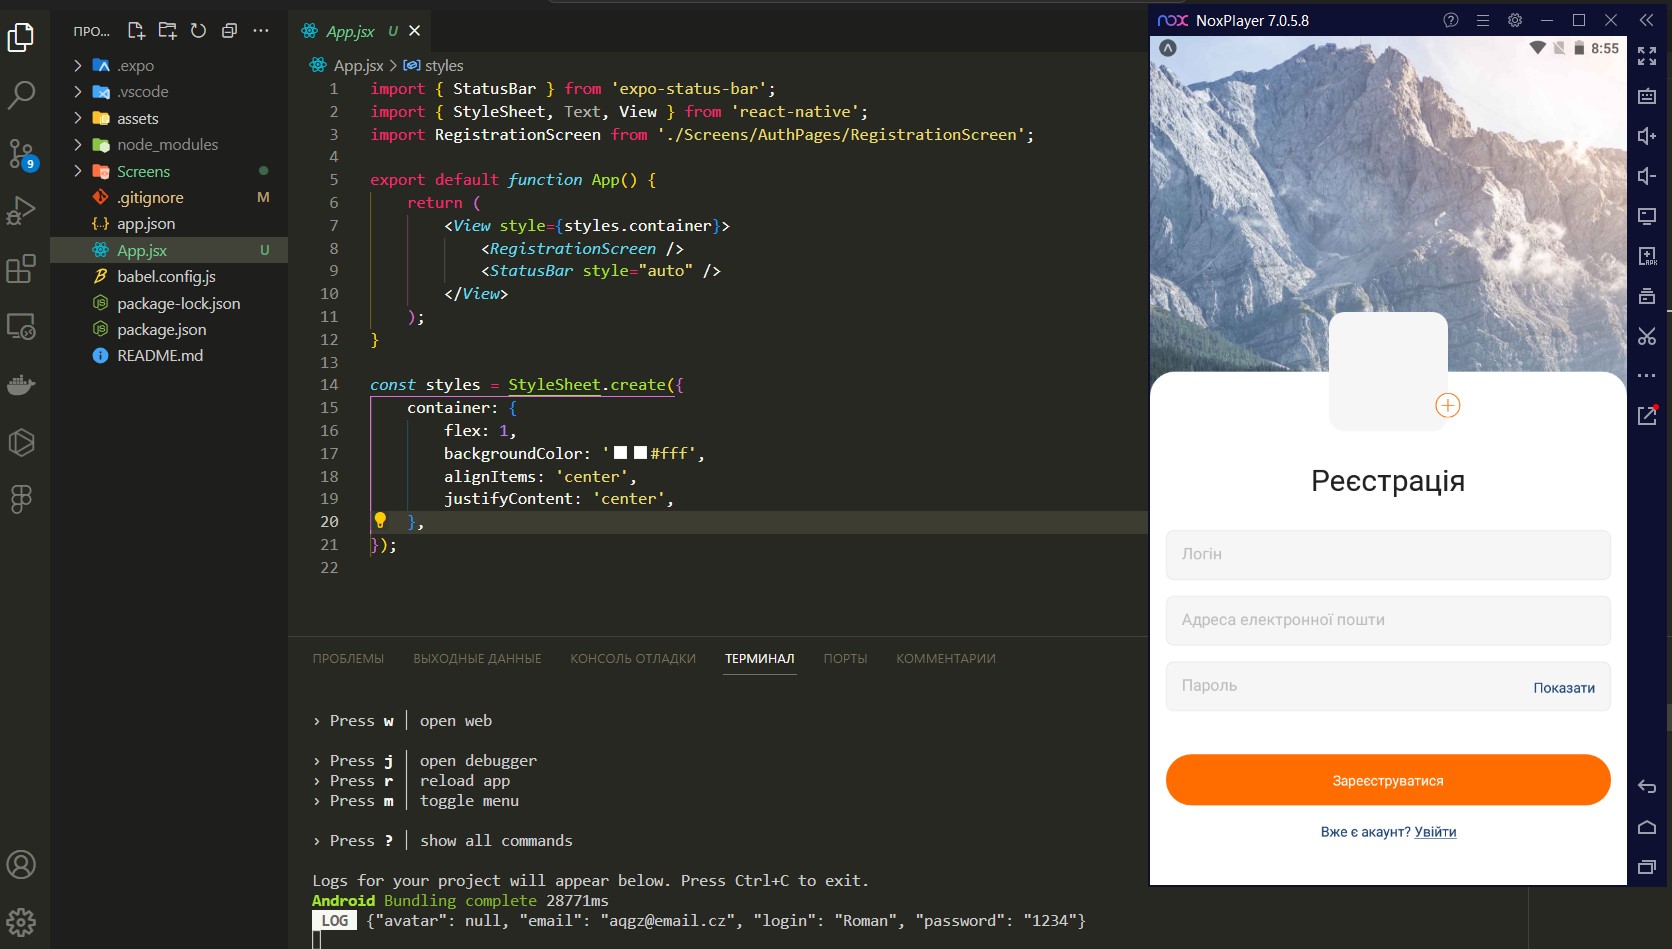 ПРО...
.expo
.vscode
assets
node_modules
Screens
.gitignore M
app.json
App.jsx U
babel.config.js
package-lock.json
package.json
README.md
9
App.jsx U
App.jsx > styles
1 import { StatusBar } from 'expo-status-bar';
2 import { StyleSheet, Text, View } from 'react-native';
3 import RegistrationScreen from './Screens/AuthPages/RegistrationScreen';
4
5 export default function App() {
6 return (
7 <View style={styles.container}>
8 <RegistrationScreen />
9 <StatusBar style="auto" />
10 </View>
11 );
12 }
13
14 const styles = StyleSheet.create({
15 container: {
16 flex: 1,
17 backgroundColor: '#fff',
18 alignItems: 'center',
19 justifyContent: 'center',
20 },
21 });
22
ПРОБЛЕМЫ ВЫХОДНЫЕ ДАННЫЕ КОНСОЛЬ ОТЛАДКИ ТЕРМИНАЛ ПОРТЫ КОММЕНТАРИИ
› Press w │ open web
› Press j │ open debugger
› Press r │ reload app
› Press m │ toggle menu
› Press ? │ show all commands
Logs for your project will appear below. Press Ctrl+C to exit.
Android Bundling complete 28771ms
LOG {"avatar": null, "email": "aqgz@email.cz", "login": "Roman", "password": "1234"}
nox NoxPlayer 7.0.5.8
8:55
Реєстрація
Логін
Адреса електронної пошти
Пароль
Показати
Зареєструватися
Вже є акаунт? Увійти